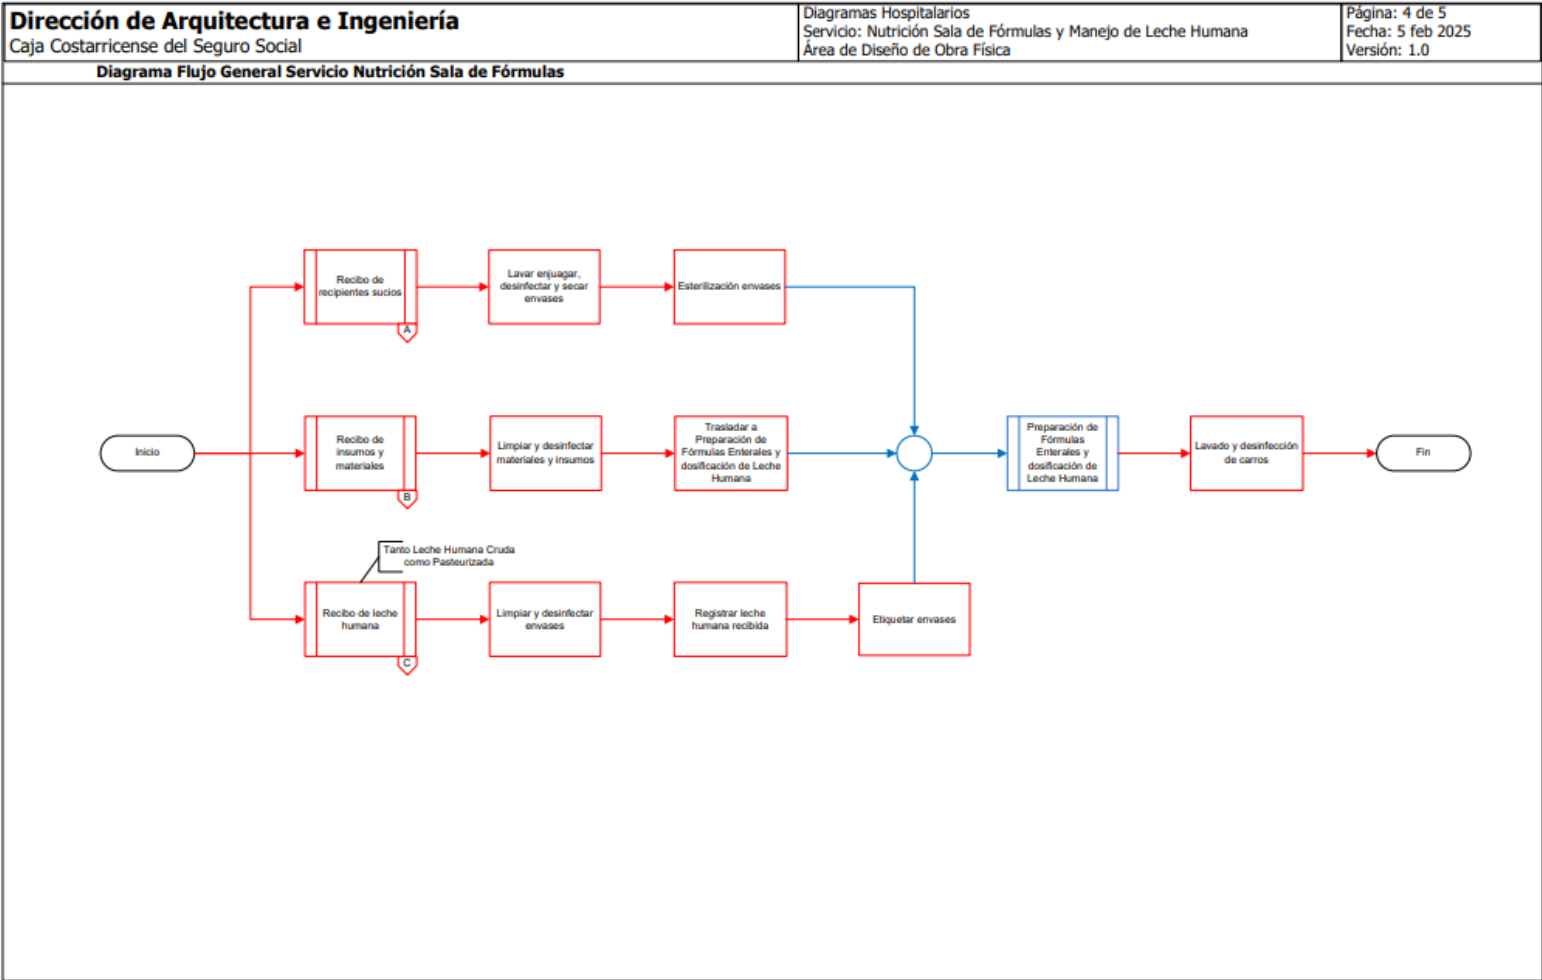 Dirección de Arquitectura e Ingeniería
Caja Costarricense del Seguro Social
Diagramas Hospitalarios
Servicio: Nutrición Sala de Fórmulas y Manejo de Leche Humana
Área de Diseño de Obra Física
Página: 4 de 5
Fecha: 5 feb 2025
Versión: 1.0
Diagrama Flujo General Servicio Nutrición Sala de Fórmulas
Recibo de
recipientes sucios
A
Lavar enjuagar,
desinfectar y secar
envases
Esterilización envases
Inicio
Recibo de
insumos y
materiales
B
Limpiar y desinfectar
materiales y insumos
Trasladar a
Preparación de
Fórmulas Enterales y
dosificación de Leche
Humana
Preparación de
Fórmulas
Enterales y
dosificación de
Leche Humana
Lavado y desinfección
de carros
Fin
Tanto Leche Humana Cruda
como Pasteurizada
Recibo de leche
humana
C
Limpiar y desinfectar
envases
Registrar leche
humana recibida
Etiquetar envases